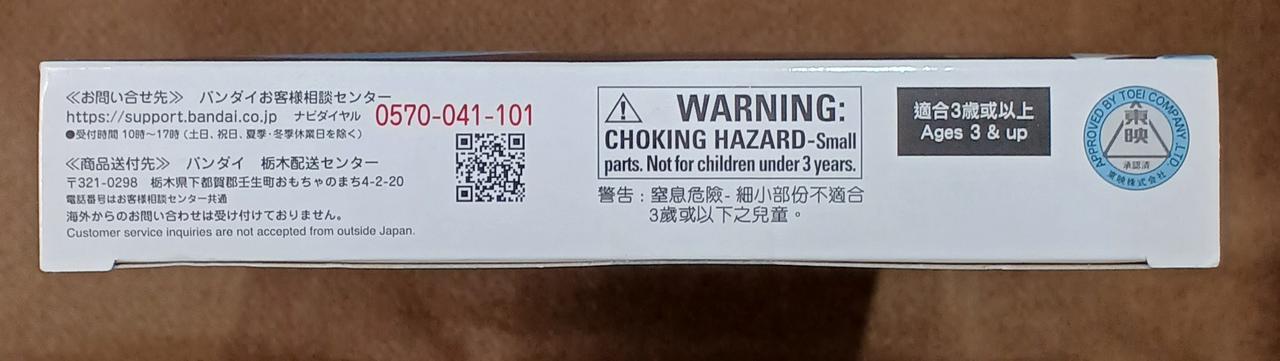 ≪お問い合せ先≫ バンダイお客様相談センター
https://support.bandai.co.jp ナビダイヤル 0570-041-101
●受付時間 10時～17時（土日、祝日、夏季・冬季休業日を除く）
≪商品送付先≫ バンダイ 栃木配送センター
〒321-0298 栃木県下都賀郡壬生町おもちゃのまち4-2-20
電話番号はお客様相談センター共通
海外からのお問い合わせは受け付けておりません。
Customer service inquiries are not accepted from outside Japan.
WARNING:
CHOKING HAZARD-Small
parts. Not for children under 3 years.
警告：窒息危險- 細小部份不適合
3歲或以下之兒童。
適合3歲或以上
Ages 3 & up
APPROVED BY TOEI COMPANY, LTD.
東映
承認済
東映株式会社